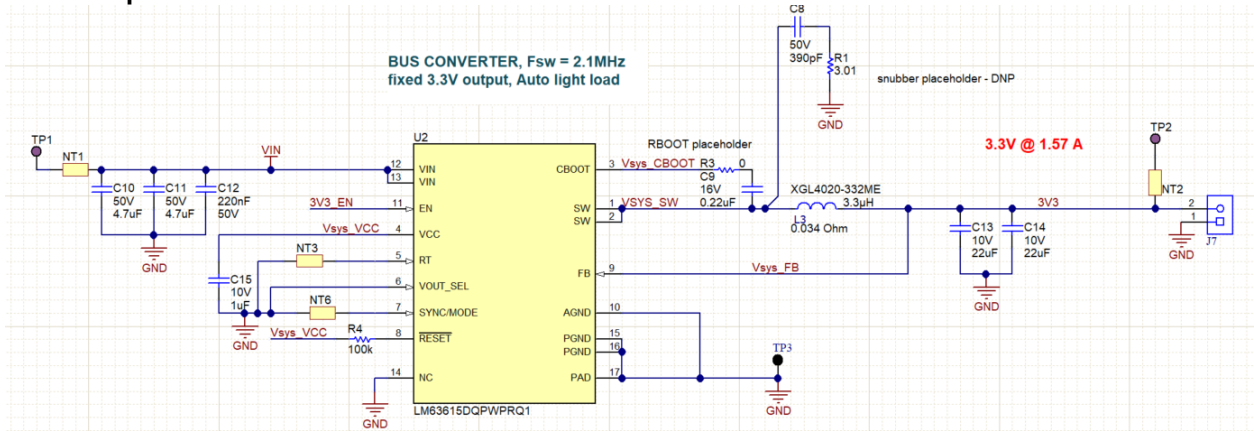 C8
50V
390pF
R1
3.01
BUS CONVERTER, Fsw = 2.1MHz
fixed 3.3V output, Auto light load
snubber placeholder - DNP
GND
TP1
NT1
VIN
U2
RBOOT placeholder
3.3V @ 1.57 A
TP2
12
VIN
13
VIN
CBOOT
3
Vsys_CBOOT
R3
0
C9
16V
0.22uF
C10
50V
4.7uF
C11
50V
4.7uF
C12
220nF
50V
XGL4020-332ME
3.3µH
L3
0.034 Ohm
NT2
3V3_EN
11
EN
SW
1
VSYS_SW
SW
2
3V3
2
1
J7
GND
Vsys_VCC
4
VCC
C13
10V
22uF
C14
10V
22uF
GND
NT3
5
RT
FB
9
Vsys_FB
C15
10V
1uF
6
VOUT_SEL
GND
NT6
7
SYNC/MODE
AGND
10
GND
Vsys_VCC
R4
100k
8
RESET
PGND
15
PGND
16
TP3
14
NC
PAD
17
GND
LM63615DQPWPRQ1
GND